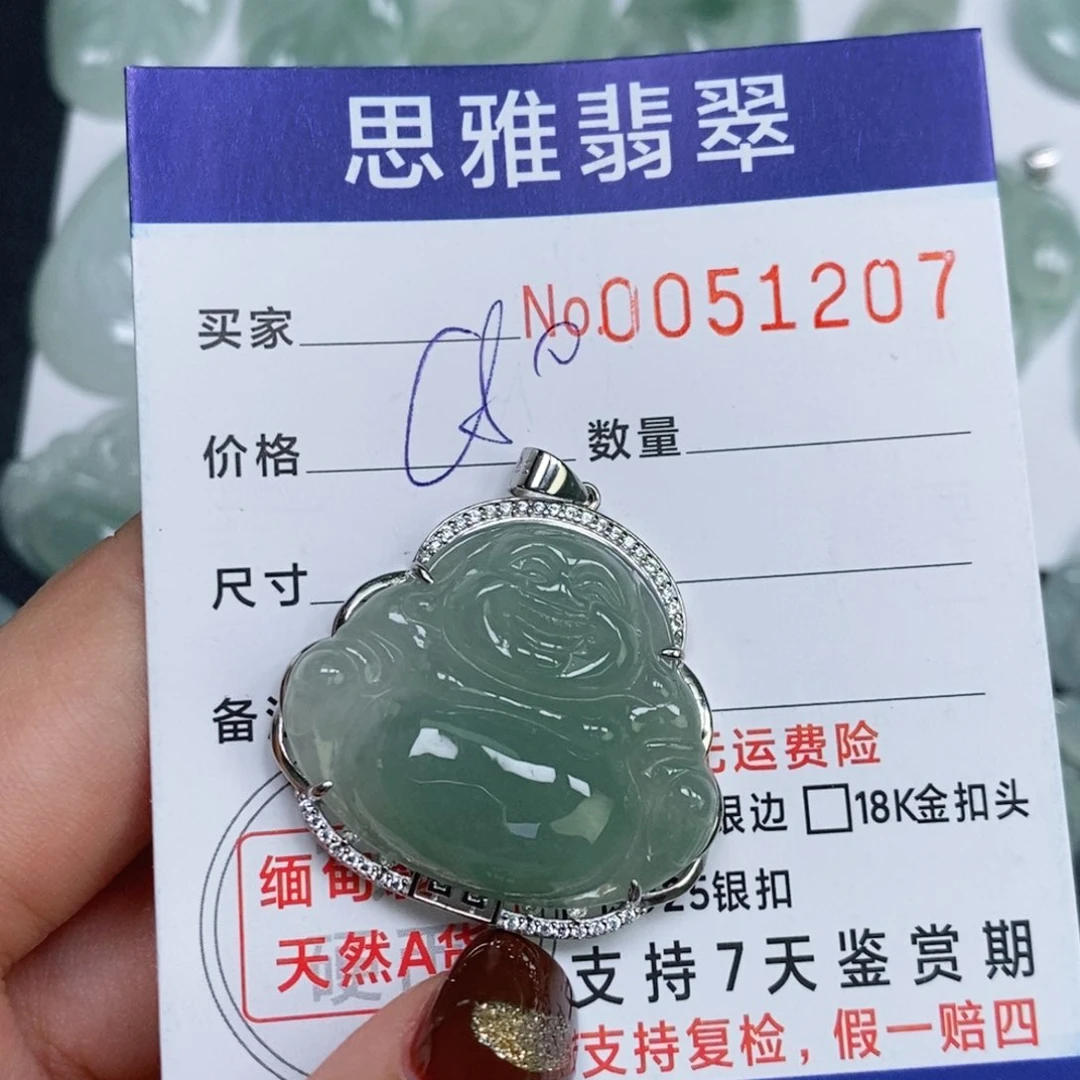 思雅翡翠
买家 No.0051207
价格 数量
尺寸
备
运费险
银边 □18K金扣头
缅甸
25银扣
天然A货
支持7天鉴赏期
支持复检，假一赔四